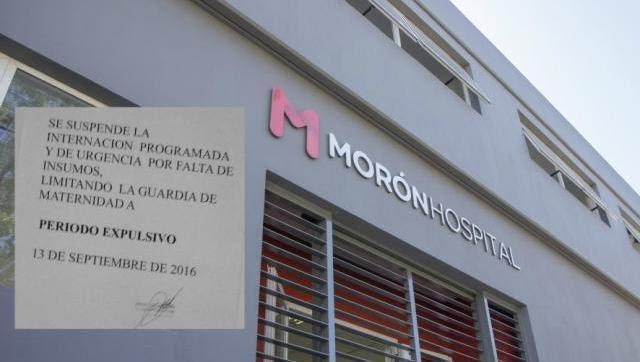 SE SUSPENDE LA
INTERNACION PROGRAMADA
Y DE URGENCIA POR FALTA DE
INSUMOS,
LIMITANDO LA GUARDIA DE
MATERNIDAD A
PERIODO EXPULSIVO
13 DE SEPTIEMBRE DE 2016
M MORÓNHOSPITAL